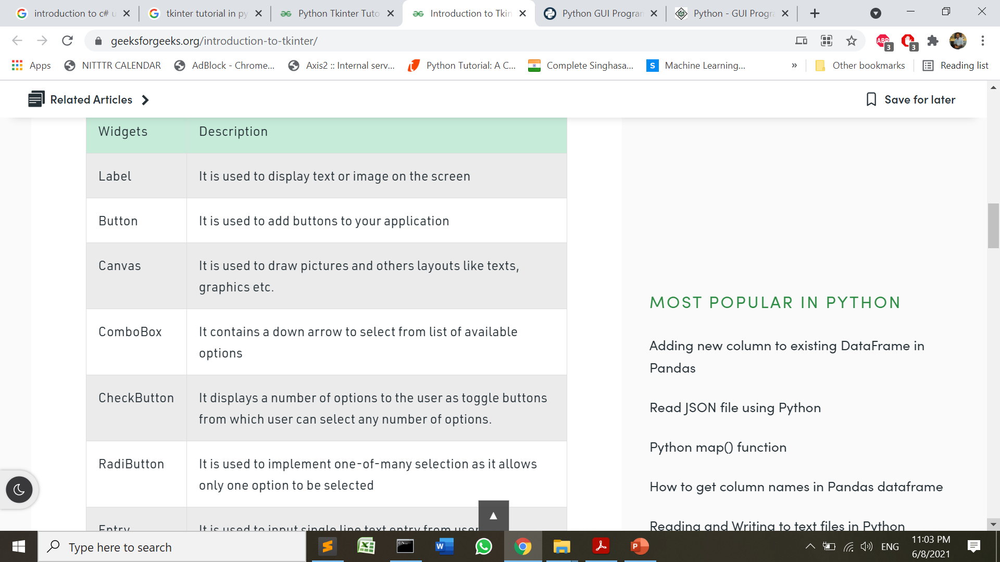 introduction to c# u
tkinter tutorial in py
Python Tkinter Tuto
Introduction to Tkin
Python GUI Program
Python - GUI Progra
geeksforgeeks.org/introduction-to-tkinter/
ABP
3
3
Apps
NITTTR CALENDAR
AdBlock - Chrome...
Axis2 :: Internal serv...
Python Tutorial: A C...
Complete Singhasa...
S
Machine Learning...
»
Other bookmarks
Reading list
Related Articles
Save for later
Widgets
Description
Label
It is used to display text or image on the screen
Button
It is used to add buttons to your application
Canvas
It is used to draw pictures and others layouts like texts,
graphics etc.
ComboBox
It contains a down arrow to select from list of available
options
CheckButton
It displays a number of options to the user as toggle buttons
from which user can select any number of options.
RadiButton
It is used to implement one-of-many selection as it allows
only one option to be selected
Entry
It is used to input single line text entry from user
MOST POPULAR IN PYTHON
Adding new column to existing DataFrame in
Pandas
Read JSON file using Python
Python map() function
How to get column names in Pandas dataframe
Reading and Writing to text files in Python
Type here to search
ENG
11:03 PM
6/8/2021